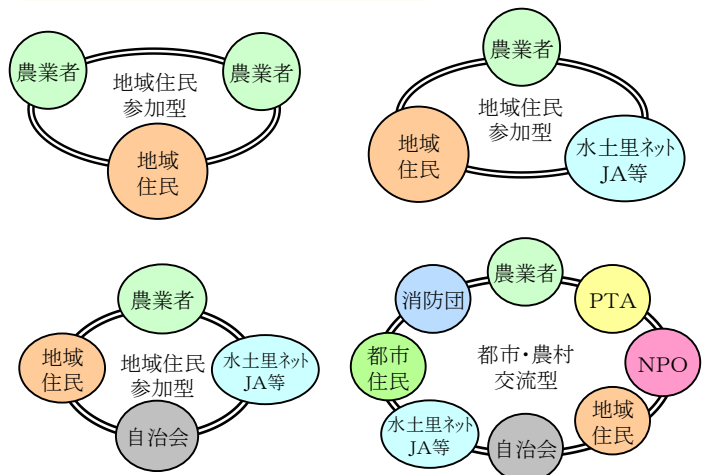 農業者
農業者
地域住民
参加型
地域
住民
農業者
地域住民
参加型
地域
住民
水土里ネット
JA等
農業者
地域
住民
地域住民
参加型
水土里ネット
JA等
自治会
農業者
消防団
PTA
都市
住民
都市・農村
交流型
NPO
水土里ネット
JA等
自治会
地域
住民